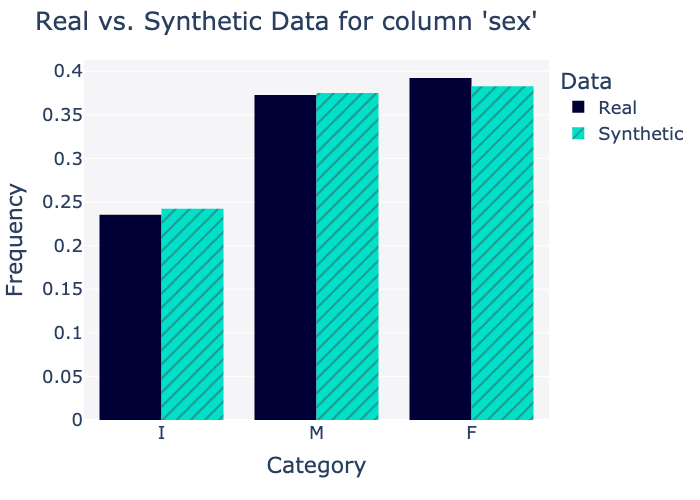 Real vs. Synthetic Data for column 'sex'
Data
Real
Synthetic
0.4
0.35
0.3
0.25
0.2
0.15
0.1
0.05
0
Frequency
I M F
Category